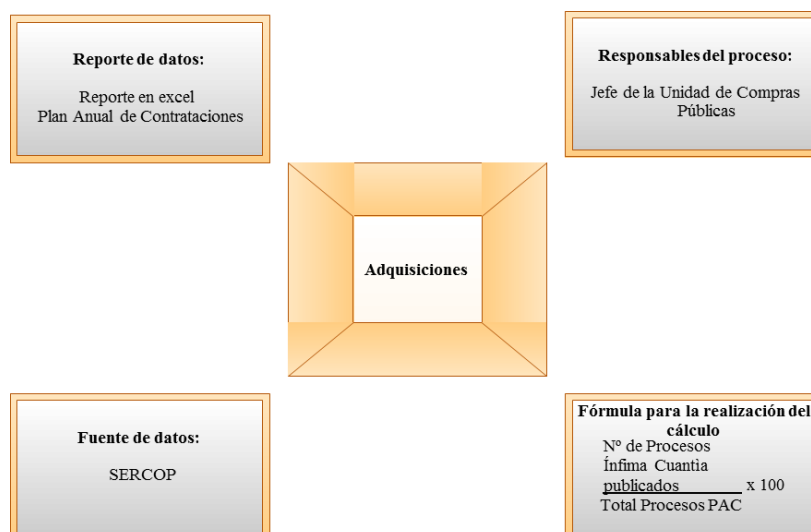 Reporte de datos:
Reporte en excel
Plan Anual de Contrataciones
Responsables del proceso:
Jefe de la Unidad de Compras
Públicas
Adquisiciones
Fuente de datos:
SERCOP
Fórmula para la realización del
cálculo
Nº de Procesos
Ínfima Cuantìa
publicados______ x 100
Total Procesos PAC